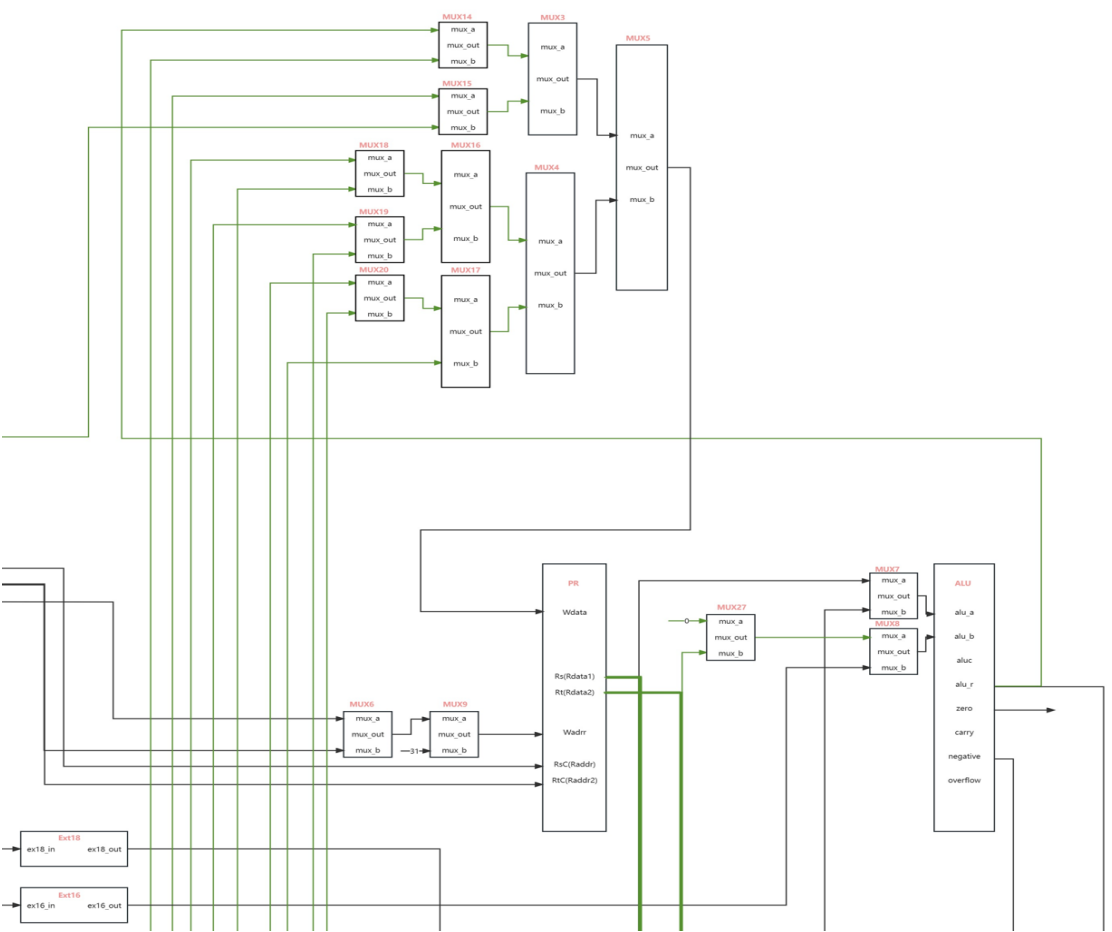 MUX14
mux_a
mux_out
mux_b
MUX3
mux_a
mux_out
mux_b
MUX5
mux_a
mux_out
mux_b
MUX15
mux_a
mux_out
mux_b
MUX18
mux_a
mux_out
mux_b
MUX16
mux_a
mux_out
mux_b
MUX4
mux_a
mux_out
mux_b
MUX19
mux_a
mux_out
mux_b
MUX20
mux_a
mux_out
mux_b
MUX17
mux_a
mux_out
mux_b
PR
Wdata
Rs(Rdata1)
Rt(Rdata2)
Wadrr
RsC(Raddr)
RtC(Raddr2)
MUX27
0
mux_a
mux_out
mux_b
MUX7
mux_a
mux_out
mux_b
MUX8
mux_a
mux_out
mux_b
ALU
alu_a
alu_b
aluc
alu_r
zero
carry
negative
overflow
MUX6
mux_a
mux_out
mux_b
MUX9
mux_a
mux_out
31
mux_b
Ext18
ex18_in ex18_out
Ext16
ex16_in ex16_out